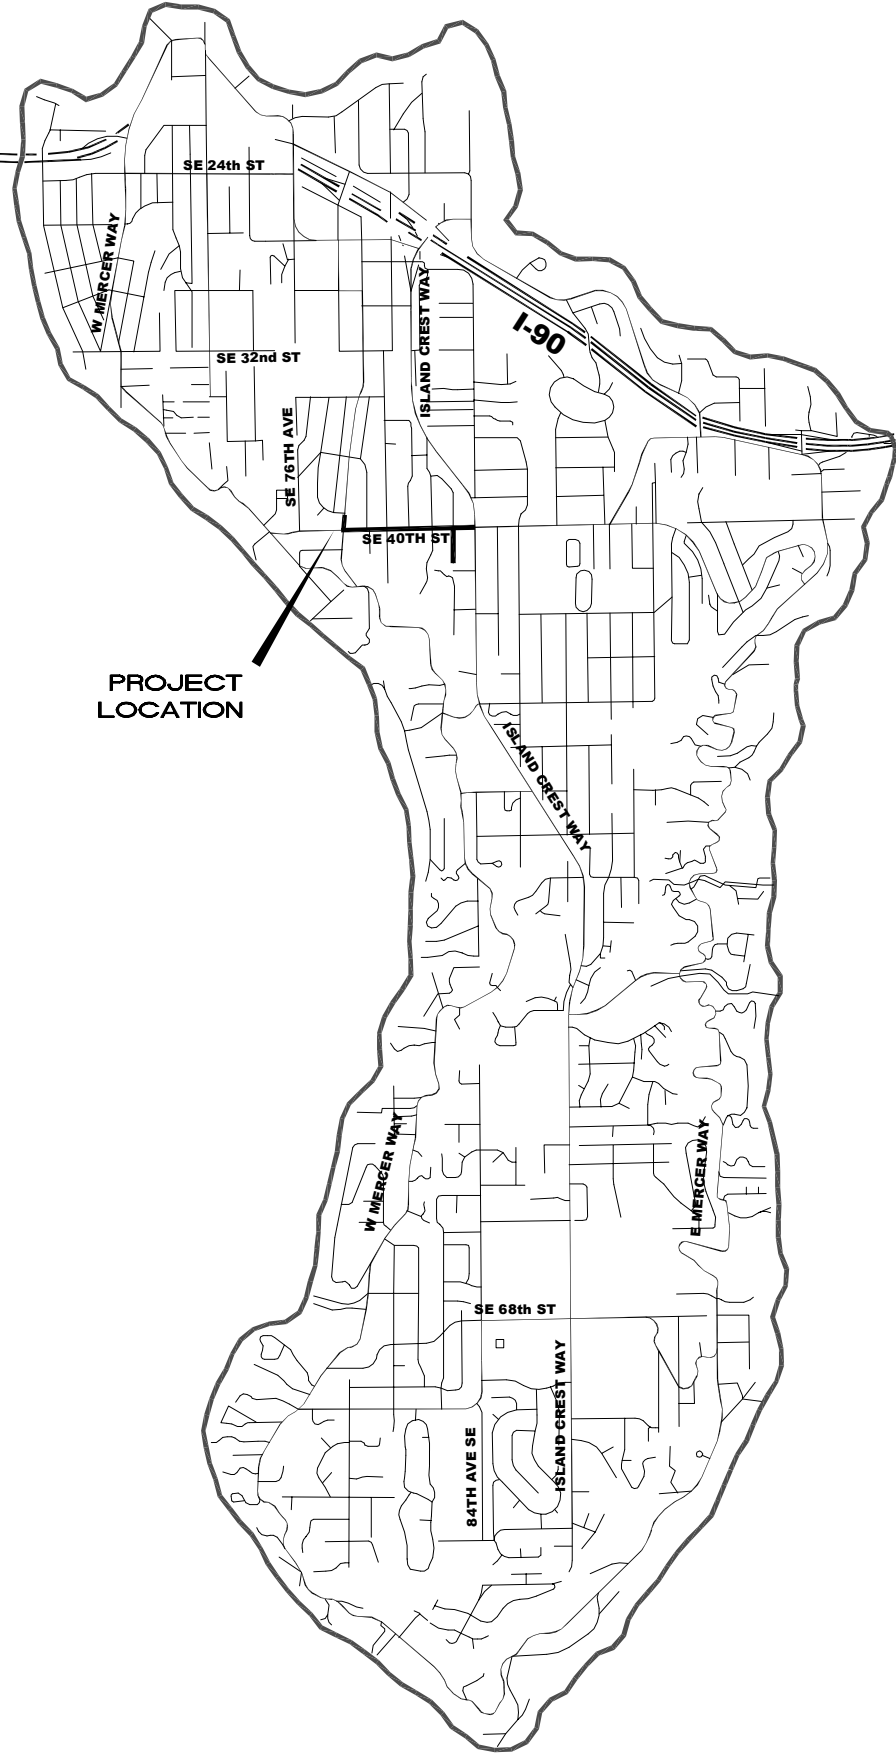 SE 24th ST
W MERCER WAY
ISLAND CREST WAY
I-90
SE 32nd ST
SE 76TH AVE
SE 40TH ST
PROJECT
LOCATION
ISLAND CREST WAY
W MERCER WAY
E MERCER WAY
SE 68th ST
ISLAND CREST WAY
84TH AVE SE